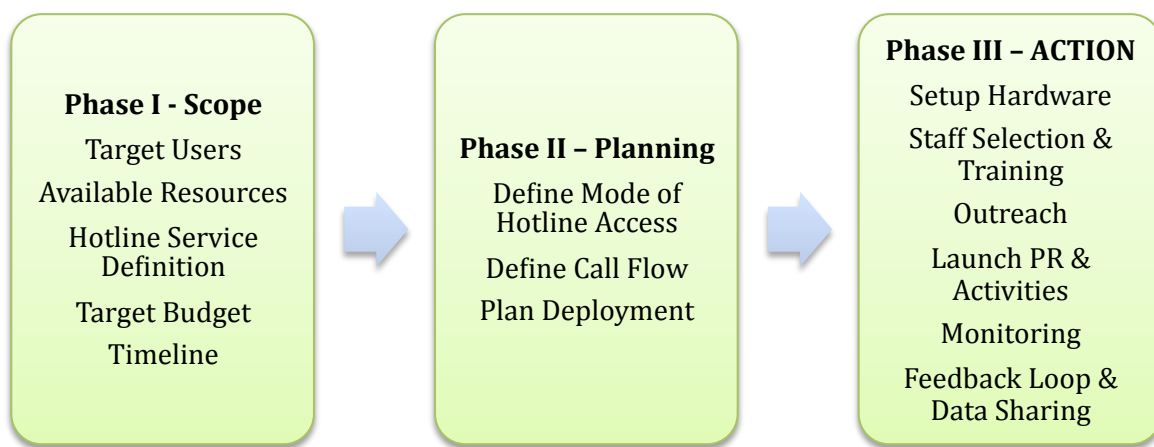 Phase I - Scope
Target Users
Available Resources
Hotline Service
Definition
Target Budget
Timeline
Phase II – Planning
Define Mode of
Hotline Access
Define Call Flow
Plan Deployment
Phase III – ACTION
Setup Hardware
Staff Selection &
Training
Outreach
Launch PR &
Activities
Monitoring
Feedback Loop &
Data Sharing